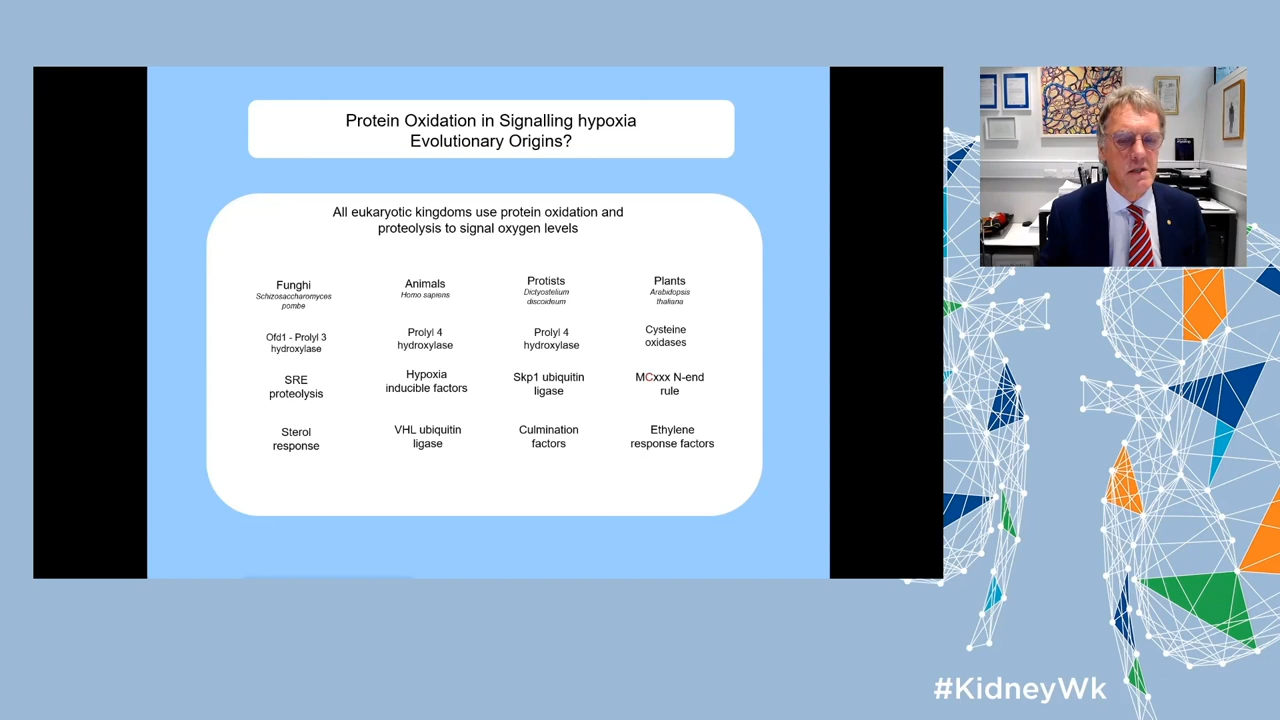 Protein Oxidation in Signalling hypoxia
Evolutionary Origins?
All eukaryotic kingdoms use protein oxidation and
proteolysis to signal oxygen levels
Funghi
Schizosaccharomyces
pombe
Animals
Homo sapiens
Protists
Dictyostelium
discoideum
Plants
Arabidopsis
thaliana
Ofd1 - Prolyl 3
hydroxylase
Prolyl 4
hydroxylase
Prolyl 4
hydroxylase
Cysteine
oxidases
SRE
proteolysis
Hypoxia
inducible factors
Skp1 ubiquitin
ligase
MCxxx N-end
rule
Sterol
response
VHL ubiquitin
ligase
Culmination
factors
Ethylene
response factors
#KidneyWk